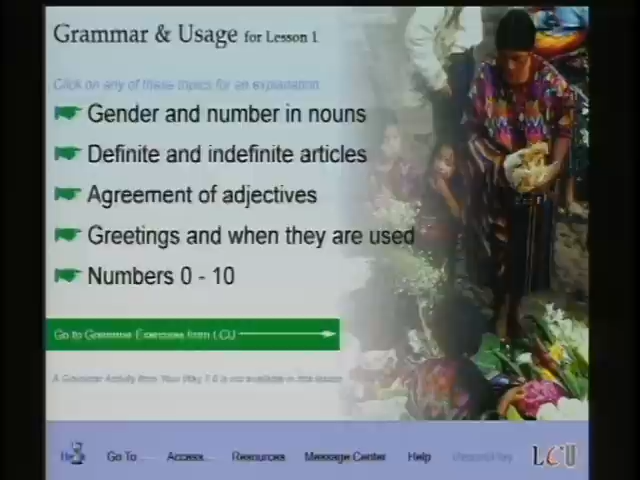 Grammar & Usage for Lesson 1
Click on any of these topics for an explanation
Gender and number in nouns
Definite and indefinite articles
Agreement of adjectives
Greetings and when they are used
Numbers 0 - 10
Go to Grammar Exercises from LCU
A Grammar Activity from Your Way 1.0 is not available in this lesson
Go To Access Resources Message Center Help LCU